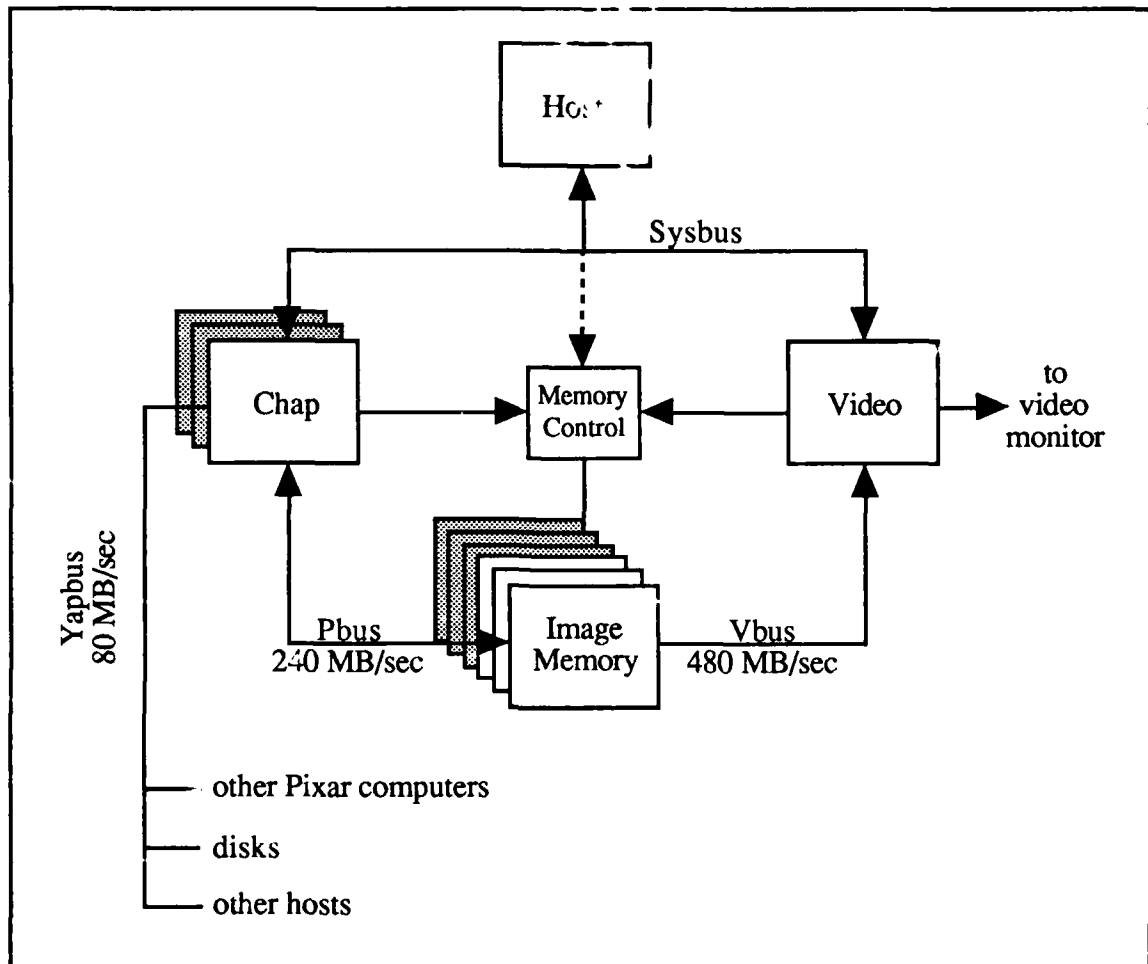 Host
Sysbus
Chap
Memory
Control
Video
to
video
monitor
Yapbus
80 MB/sec
Pbus
240 MB/sec
Image
Memory
Vbus
480 MB/sec
other Pixar computers
disks
other hosts